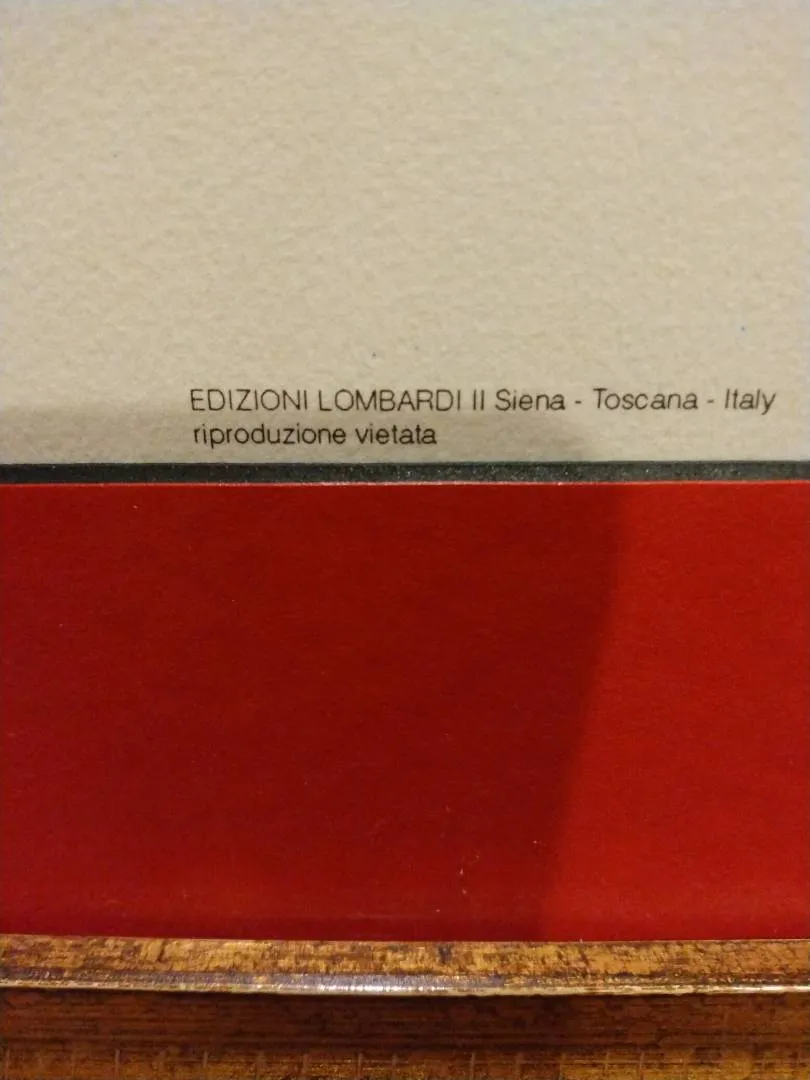 EDIZIONI LOMBARDI II Siena - Toscana - Italy
riproduzione vietata